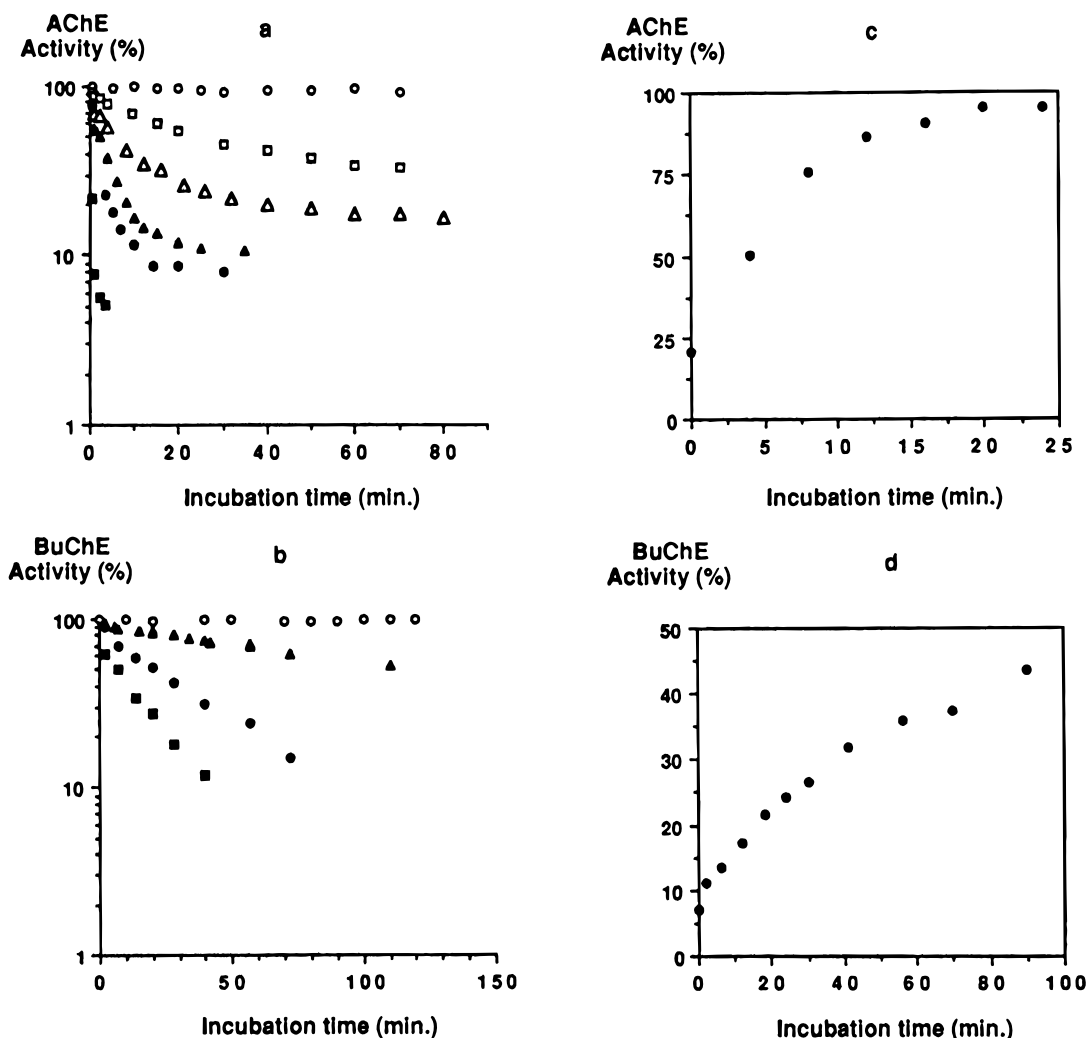 AChE
Activity (%)
a
100
10
1
0 20 40 60 80
Incubation time (min.)
AChE
Activity (%)
c
100
75
50
25
0
0 5 10 15 20 25
Incubation time (min.)
BuChE
Activity (%)
b
100
10
1
0 50 100 150
Incubation time (min.)
BuChE
Activity (%)
d
50
40
30
20
10
0
0 20 40 60 80 100
Incubation time (min.)